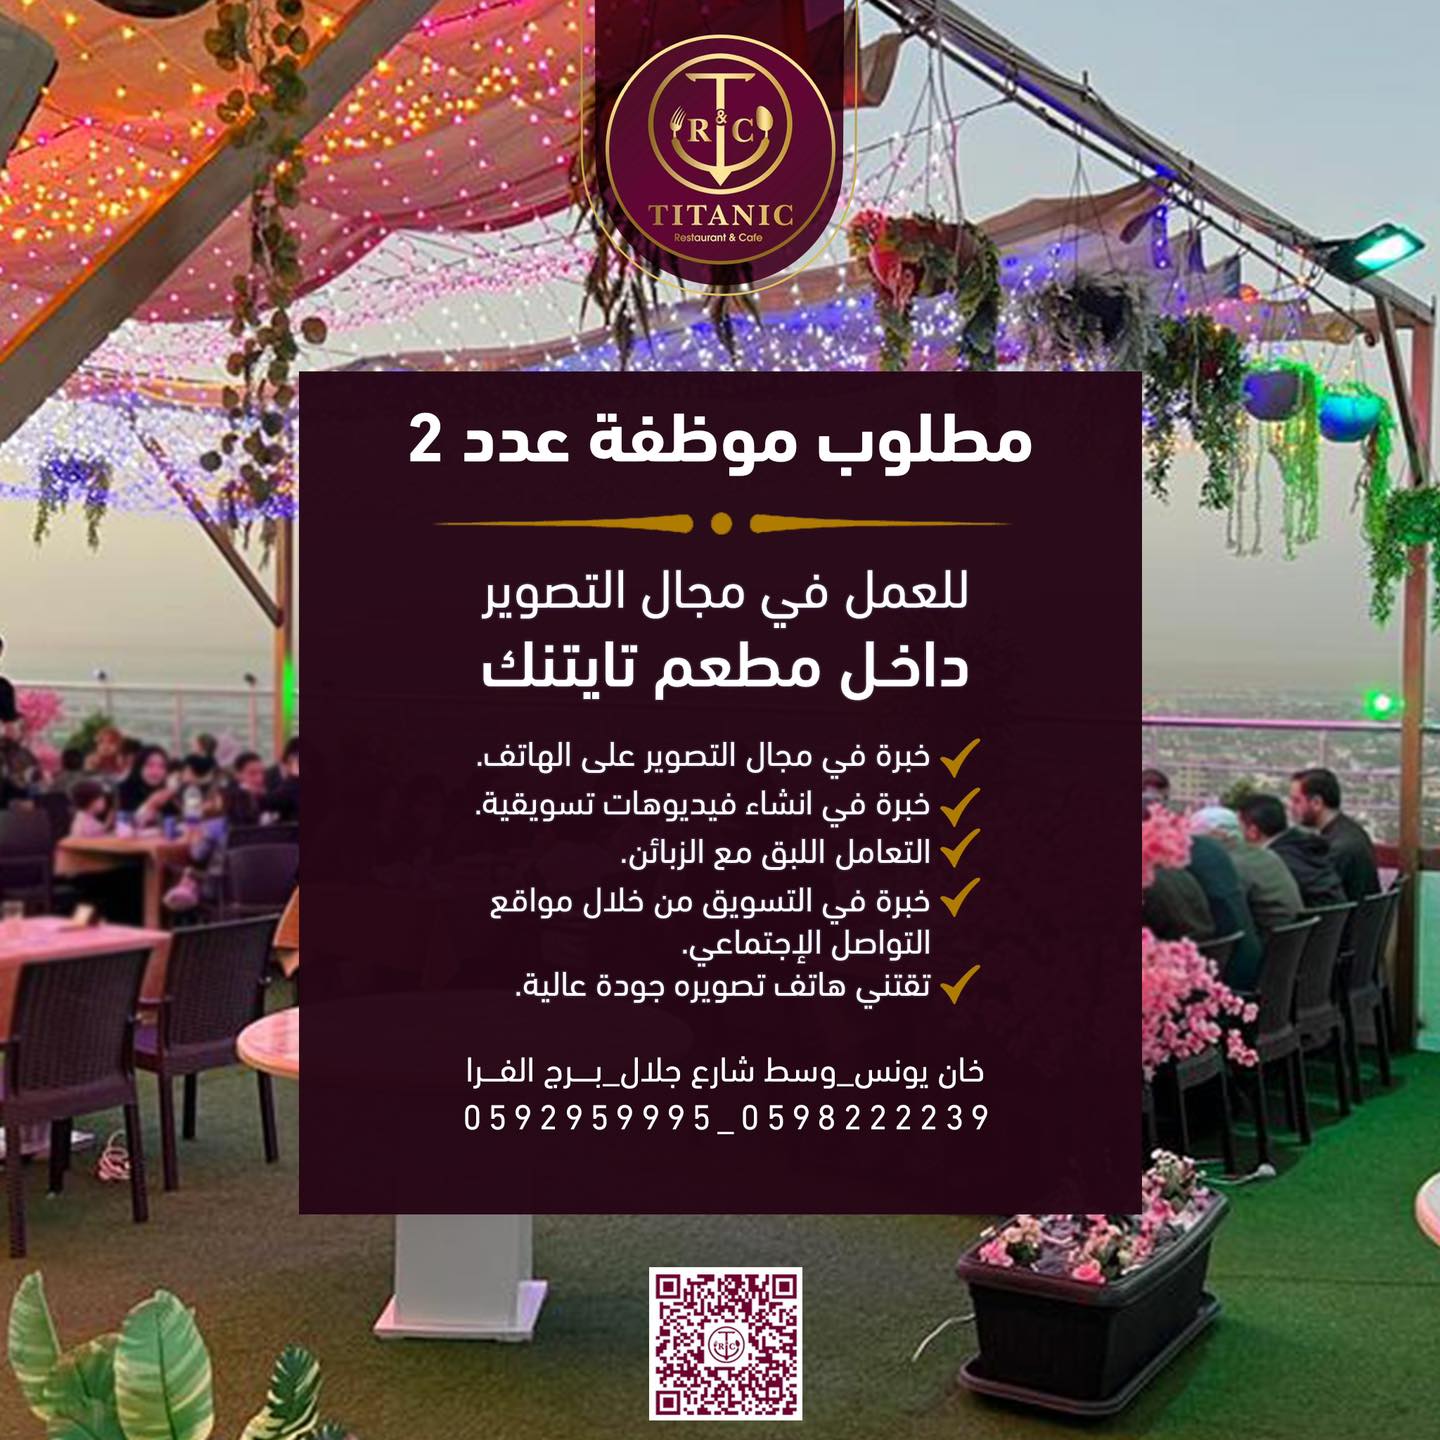 R & C
TITANIC
Restaurant & Cafe
مطلوب موظفة عدد 2
للعمل في مجال التصوير
داخل مطعم تايتنك
خبرة في مجال التصوير على الهاتف.
خبرة في انشاء فيديوهات تسويقية.
التعامل اللبق مع الزبائن.
خبرة في التسويق من خلال مواقع
التواصل الإجتماعي.
تقتني هاتف تصويره جودة عالية.
خان يونس_وسط شارع جلال_بــرج الفــرا
0592959995_0598222239
R & C